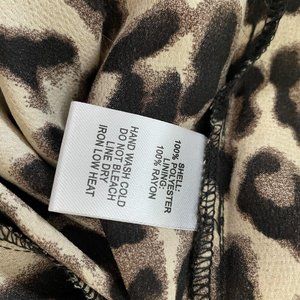 SHELL:
100% POLYESTER
LINING:
100% RAYON
HAND WASH COLD
DO NOT BLEACH
LINE DRY
IRON LOW HEAT